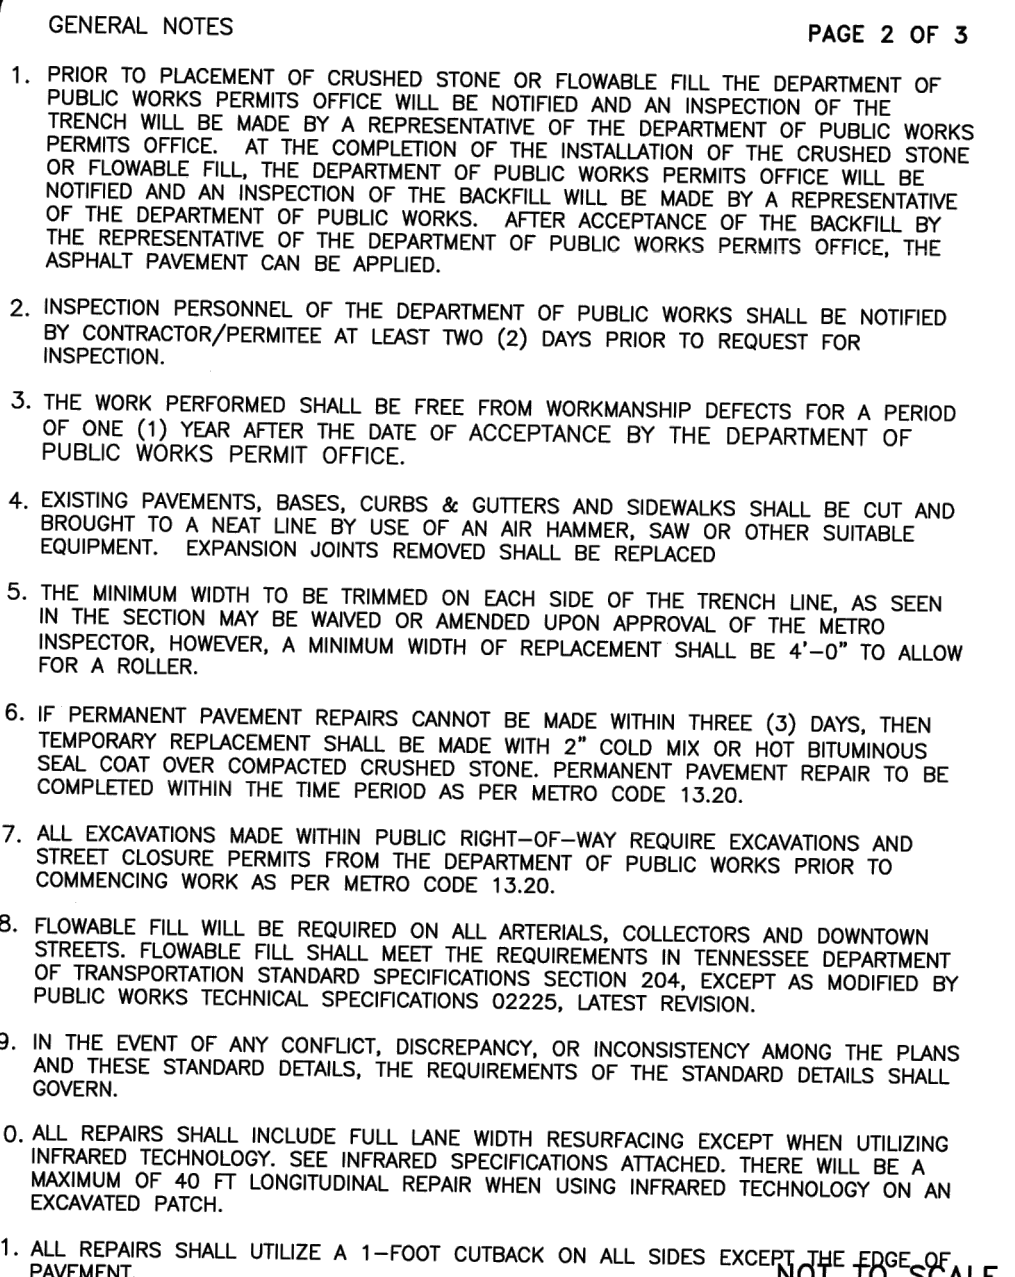 GENERAL NOTES
PAGE 2 OF 3
1. PRIOR TO PLACEMENT OF CRUSHED STONE OR FLOWABLE FILL THE DEPARTMENT OF
PUBLIC WORKS PERMITS OFFICE WILL BE NOTIFIED AND AN INSPECTION OF THE
TRENCH WILL BE MADE BY A REPRESENTATIVE OF THE DEPARTMENT OF PUBLIC WORKS
PERMITS OFFICE. AT THE COMPLETION OF THE INSTALLATION OF THE CRUSHED STONE
OR FLOWABLE FILL, THE DEPARTMENT OF PUBLIC WORKS PERMITS OFFICE WILL BE
NOTIFIED AND AN INSPECTION OF THE BACKFILL WILL BE MADE BY A REPRESENTATIVE
OF THE DEPARTMENT OF PUBLIC WORKS. AFTER ACCEPTANCE OF THE BACKFILL BY
THE REPRESENTATIVE OF THE DEPARTMENT OF PUBLIC WORKS PERMITS OFFICE, THE
ASPHALT PAVEMENT CAN BE APPLIED.
2. INSPECTION PERSONNEL OF THE DEPARTMENT OF PUBLIC WORKS SHALL BE NOTIFIED
BY CONTRACTOR/PERMITEE AT LEAST TWO (2) DAYS PRIOR TO REQUEST FOR
INSPECTION.
3. THE WORK PERFORMED SHALL BE FREE FROM WORKMANSHIP DEFECTS FOR A PERIOD
OF ONE (1) YEAR AFTER THE DATE OF ACCEPTANCE BY THE DEPARTMENT OF
PUBLIC WORKS PERMIT OFFICE.
4. EXISTING PAVEMENTS, BASES, CURBS & GUTTERS AND SIDEWALKS SHALL BE CUT AND
BROUGHT TO A NEAT LINE BY USE OF AN AIR HAMMER, SAW OR OTHER SUITABLE
EQUIPMENT. EXPANSION JOINTS REMOVED SHALL BE REPLACED
5. THE MINIMUM WIDTH TO BE TRIMMED ON EACH SIDE OF THE TRENCH LINE, AS SEEN
IN THE SECTION MAY BE WAIVED OR AMENDED UPON APPROVAL OF THE METRO
INSPECTOR, HOWEVER, A MINIMUM WIDTH OF REPLACEMENT SHALL BE 4'-0" TO ALLOW
FOR A ROLLER.
6. IF PERMANENT PAVEMENT REPAIRS CANNOT BE MADE WITHIN THREE (3) DAYS, THEN
TEMPORARY REPLACEMENT SHALL BE MADE WITH 2" COLD MIX OR HOT BITUMINOUS
SEAL COAT OVER COMPACTED CRUSHED STONE. PERMANENT PAVEMENT REPAIR TO BE
COMPLETED WITHIN THE TIME PERIOD AS PER METRO CODE 13.20.
7. ALL EXCAVATIONS MADE WITHIN PUBLIC RIGHT-OF-WAY REQUIRE EXCAVATIONS AND
STREET CLOSURE PERMITS FROM THE DEPARTMENT OF PUBLIC WORKS PRIOR TO
COMMENCING WORK AS PER METRO CODE 13.20.
8. FLOWABLE FILL WILL BE REQUIRED ON ALL ARTERIALS, COLLECTORS AND DOWNTOWN
STREETS. FLOWABLE FILL SHALL MEET THE REQUIREMENTS IN TENNESSEE DEPARTMENT
OF TRANSPORTATION STANDARD SPECIFICATIONS SECTION 204, EXCEPT AS MODIFIED BY
PUBLIC WORKS TECHNICAL SPECIFICATIONS 02225, LATEST REVISION.
9. IN THE EVENT OF ANY CONFLICT, DISCREPANCY, OR INCONSISTENCY AMONG THE PLANS
AND THESE STANDARD DETAILS, THE REQUIREMENTS OF THE STANDARD DETAILS SHALL
GOVERN.
0. ALL REPAIRS SHALL INCLUDE FULL LANE WIDTH RESURFACING EXCEPT WHEN UTILIZING
INFRARED TECHNOLOGY. SEE INFRARED SPECIFICATIONS ATTACHED. THERE WILL BE A
MAXIMUM OF 40 FT LONGITUDINAL REPAIR WHEN USING INFRARED TECHNOLOGY ON AN
EXCAVATED PATCH.
1. ALL REPAIRS SHALL UTILIZE A 1-FOOT CUTBACK ON ALL SIDES EXCEPT THE EDGE OF
PAVEMENT.
NOT TO SCALE